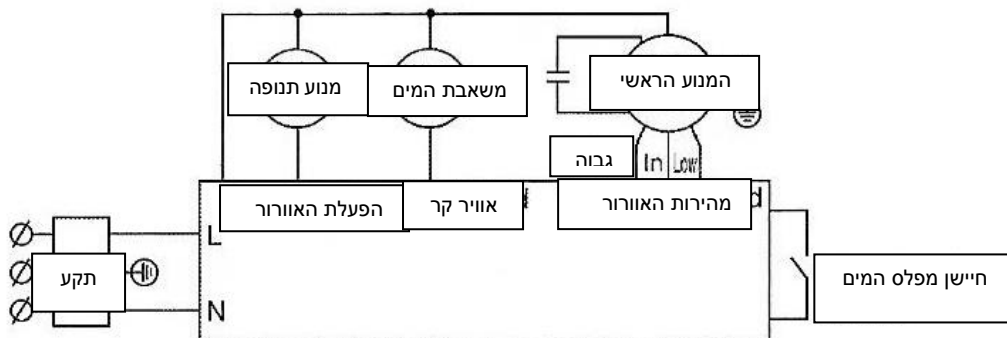 המנוע הראשי
משאבת המים
מנוע תנופה
גבוה
In
Low
מהירות האוורור
אוויר קר
הפעלת האוורור
L
תקע
N
חיישן מפלס המים